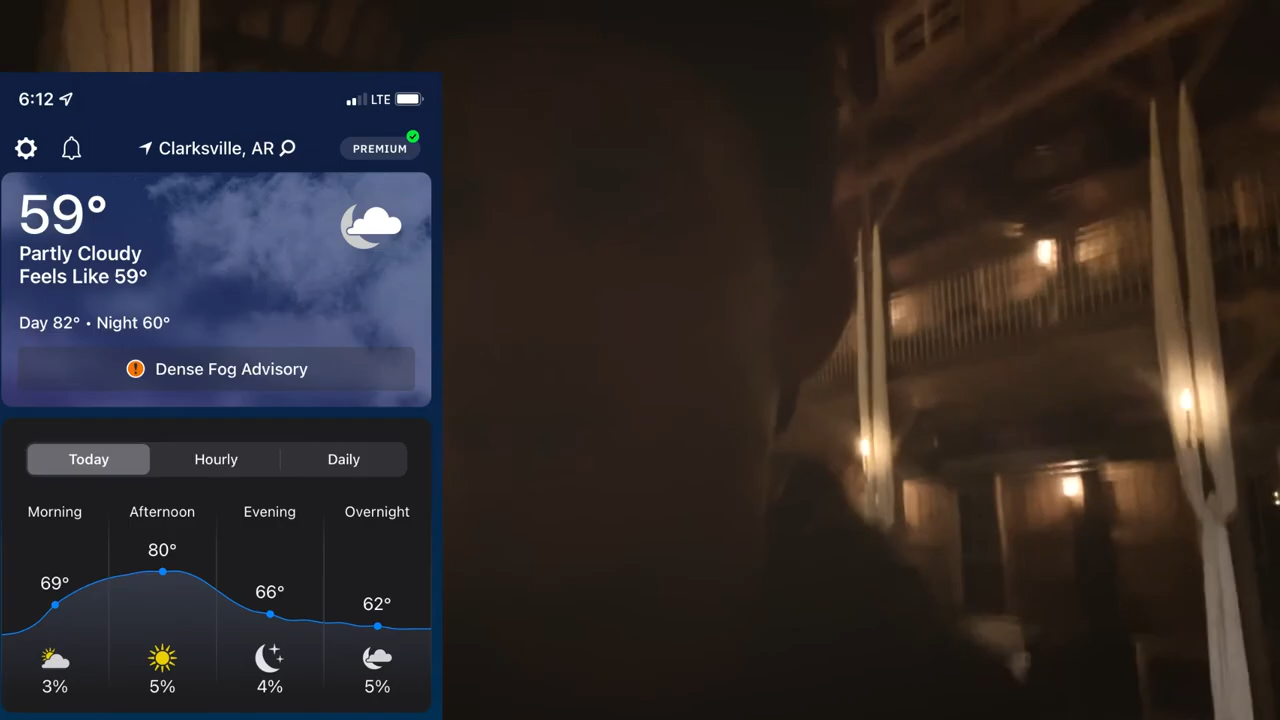 6:12 LTE
Clarksville, AR PREMIUM
59°
Partly Cloudy
Feels Like 59°
Day 82° • Night 60°
Dense Fog Advisory
Today Hourly Daily
Morning Afternoon Evening Overnight
69° 80° 66° 62°
3% 5% 4% 5%